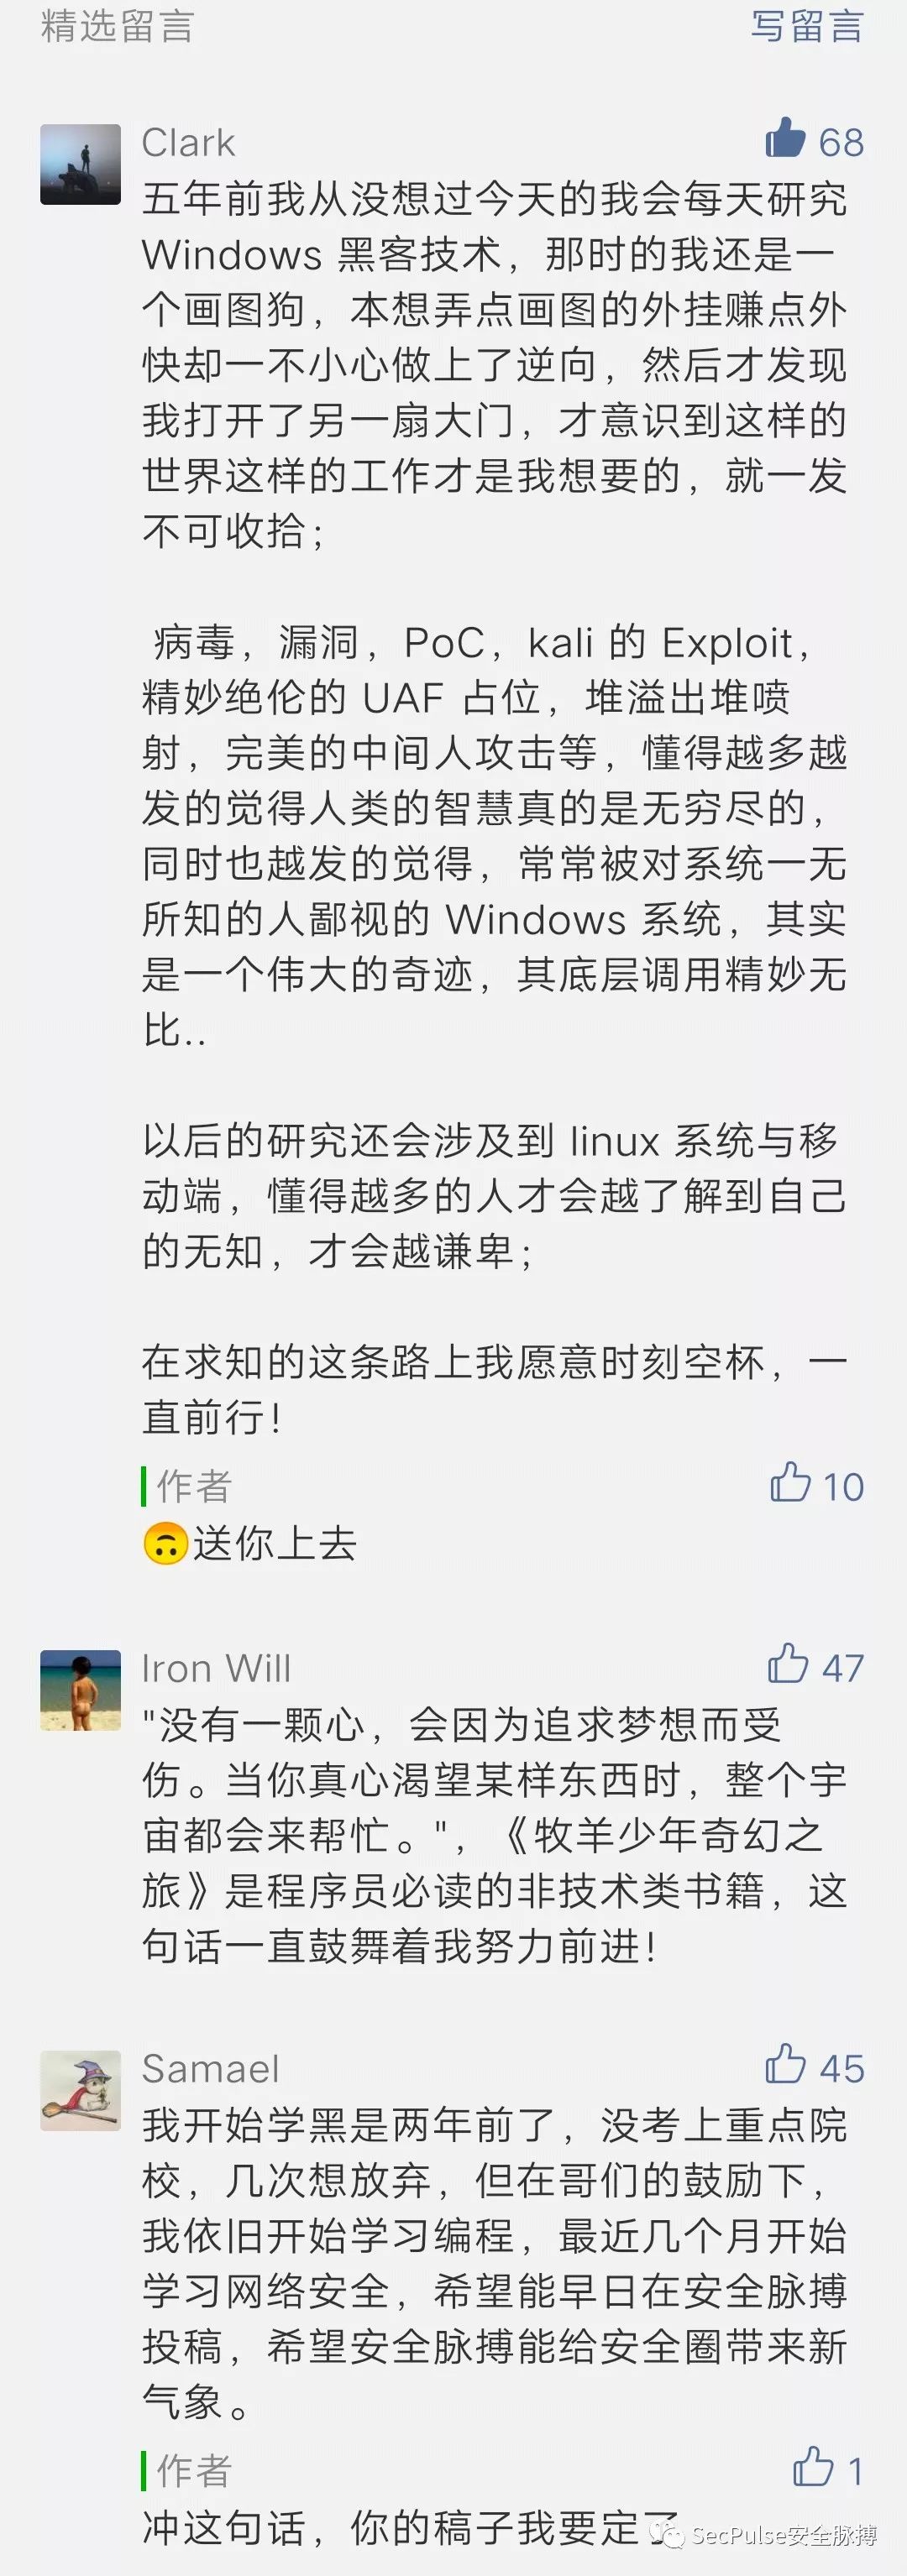 精选留言 写留言
Clark 68
五年前我从没想过今天的我会每天研究
Windows 黑客技术，那时的我还是一
个画图狗，本想弄点画图的外挂赚点外
快却一不小心做上了逆向，然后才发现
我打开了另一扇大门，才意识到这样的
世界这样的工作才是我想要的，就一发
不可收拾；
病毒，漏洞，PoC，kali 的 Exploit，
精妙绝伦的 UAF 占位，堆溢出堆喷
射，完美的中间人攻击等，懂得越多越
发的觉得人类的智慧真的是无穷尽的，
同时也越发的觉得，常常被对系统一无
所知的人鄙视的 Windows 系统，其实
是一个伟大的奇迹，其底层调用精妙无
比..
以后的研究还会涉及到 linux 系统与移
动端，懂得越多的人才会越了解到自己
的无知，才会越谦卑；
在求知的这条路上我愿意时刻空杯，一
直前行！
作者 10
🙃送你上去
Iron Will 47
"没有一颗心，会因为追求梦想而受
伤。当你真心渴望某样东西时，整个宇
宙都会来帮忙。"，《牧羊少年奇幻之
旅》是程序员必读的非技术类书籍，这
句话一直鼓舞着我努力前进！
Samael 45
我开始学黑是两年前了，没考上重点院
校，几次想放弃，但在哥们的鼓励下，
我依旧开始学习编程，最近几个月开始
学习网络安全，希望能早日在安全脉搏
投稿，希望安全脉搏能给安全圈带来新
气象。
作者 1
冲这句话，你的稿子我要定了
SecPulse安全脉搏